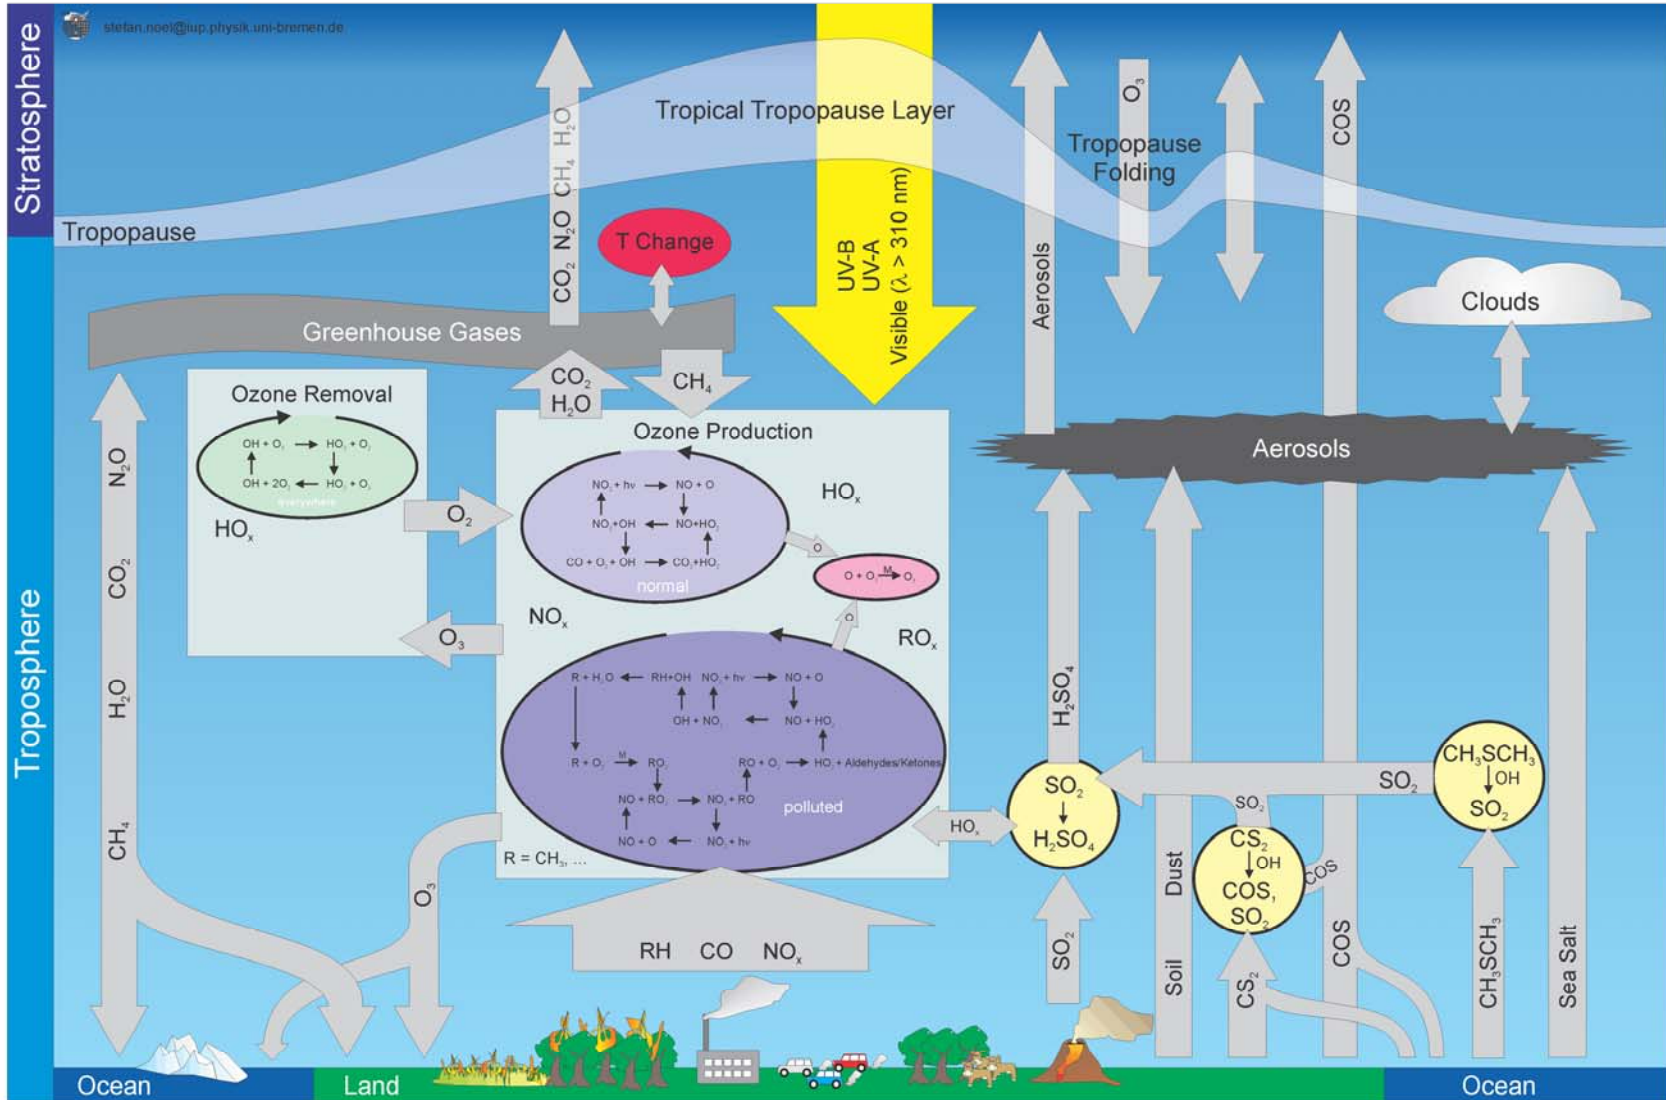 stefan.noel@iup.physik.uni-bremen.de
Stratosphere
Troposphere
Tropopause
Tropical Tropopause Layer
Tropopause
Folding
CO₂ N₂O CH₄ H₂O
T Change
UV-B
UV-A
Visible (λ > 310 nm)
Aerosols
O₃
COS
Clouds
Greenhouse Gases
CO₂
H₂O
CH₄
Ozone Removal
OH + O₃ → HO₂ + O₂
OH + 2O₂ ← HO₂ + O₃
everywhere
HOₓ
O₂
O₃
Ozone Production
NO₂ + hν → NO + O
NO₂+OH ← NO+HO₂
CO + O₂ + OH → CO₂+HO₂
normal
HOₓ
O
O + O₂ M → O₃
O
NOₓ
ROₓ
R + H₂O ← RH+OH NO₂ + hν → NO + O
OH + NO₂ ← NO + HO₂
R + O₂ M → RO₂ RO + O₂ → HO₂ + Aldehydes/Ketones
NO + RO₂ → NO₂ + RO
polluted
NO + O ← NO₂ + hν
R = CH₃, ...
RH CO NOₓ
CH₄ H₂O CO₂ N₂O
O₃
HOₓ
Aerosols
H₂SO₄
SO₂
↓
H₂SO₄
SO₂
Soil Dust
SO₂
CS₂
↓ OH
COS,
SO₂
CS₂
COS
COS
SO₂
CH₃SCH₃
↓ OH
SO₂
CH₃SCH₃
Sea Salt
Ocean
Land
Ocean